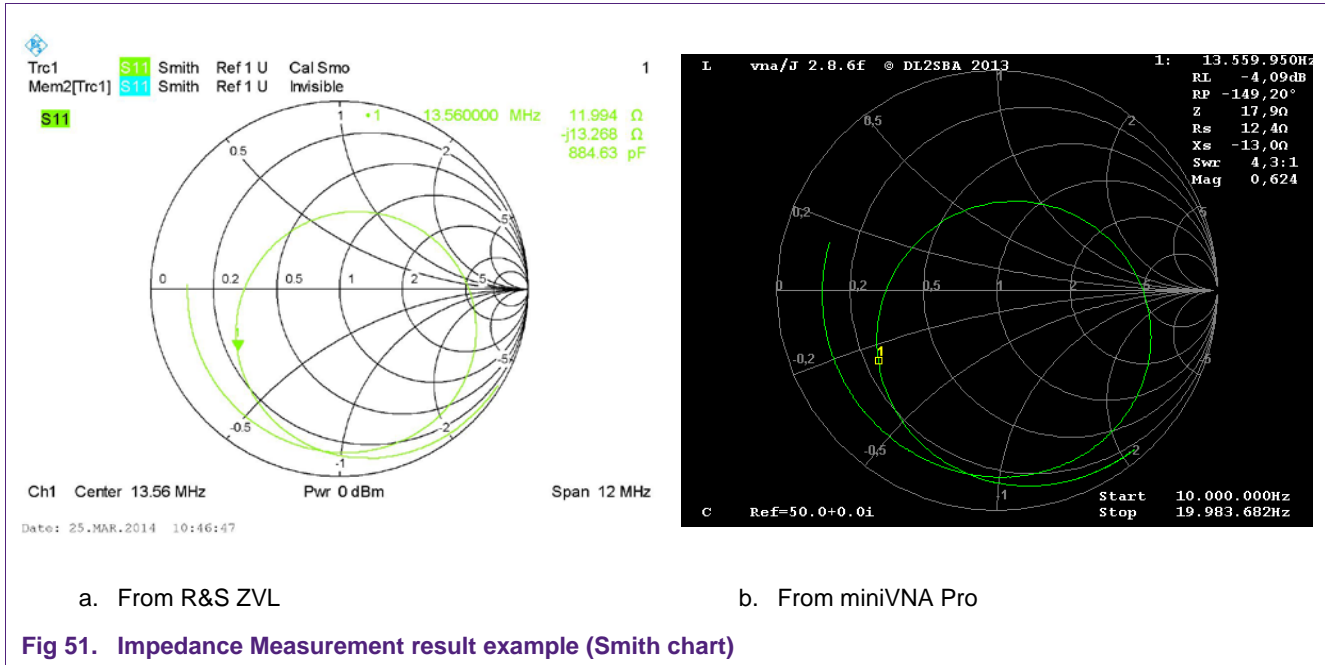 Trc1 S11 Smith Ref 1 U Cal Smo 1
Mem2[Trc1] S11 Smith Ref 1 U Invisible
S11
•1 13.560000 MHz 11.994 Ω
-j13.268 Ω
884.63 pF
1
0.5
2
5
0 0.2 0.5 1 2 5
-5
-0.5
-2
-1
Ch1 Center 13.56 MHz Pwr 0 dBm Span 12 MHz
Date: 25.MAR.2014 10:46:47
L vna/J 2.8.6f © DL2SBA 2013 1: 13.559.950Hz
RL -4,09dB
RP -149,20°
Z 17,9Ω
Rs 12,4Ω
Xs -13,0Ω
Swr 4,3:1
Mag 0,624
1
0,5
2
0,2
5
0 0,2 0,5 1 2 5
1
-0,2
-5
-0,5
-2
-1
Start 10.000.000Hz
C Ref=50.0+0.0i Stop 19.983.682Hz
a. From R&S ZVL
b. From miniVNA Pro
Fig 51. Impedance Measurement result example (Smith chart)